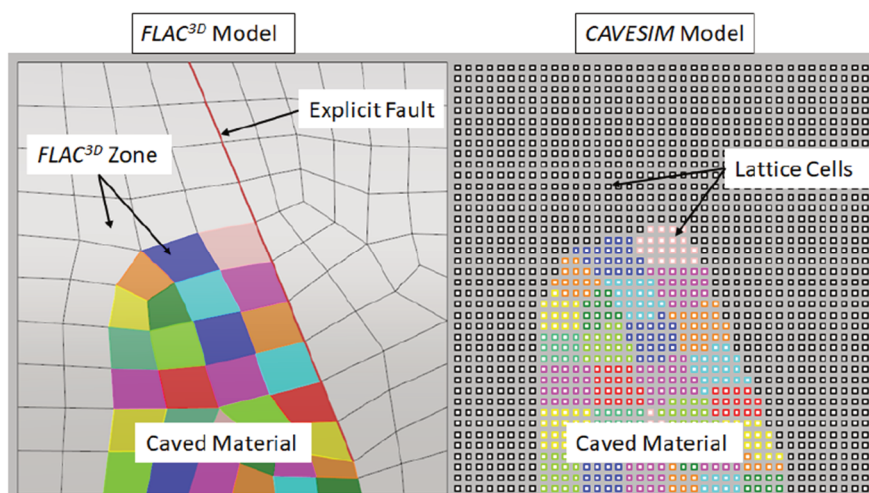 FLAC3D Model
CAVESIM Model
Explicit Fault
FLAC3D Zone
Lattice Cells
Caved Material
Caved Material